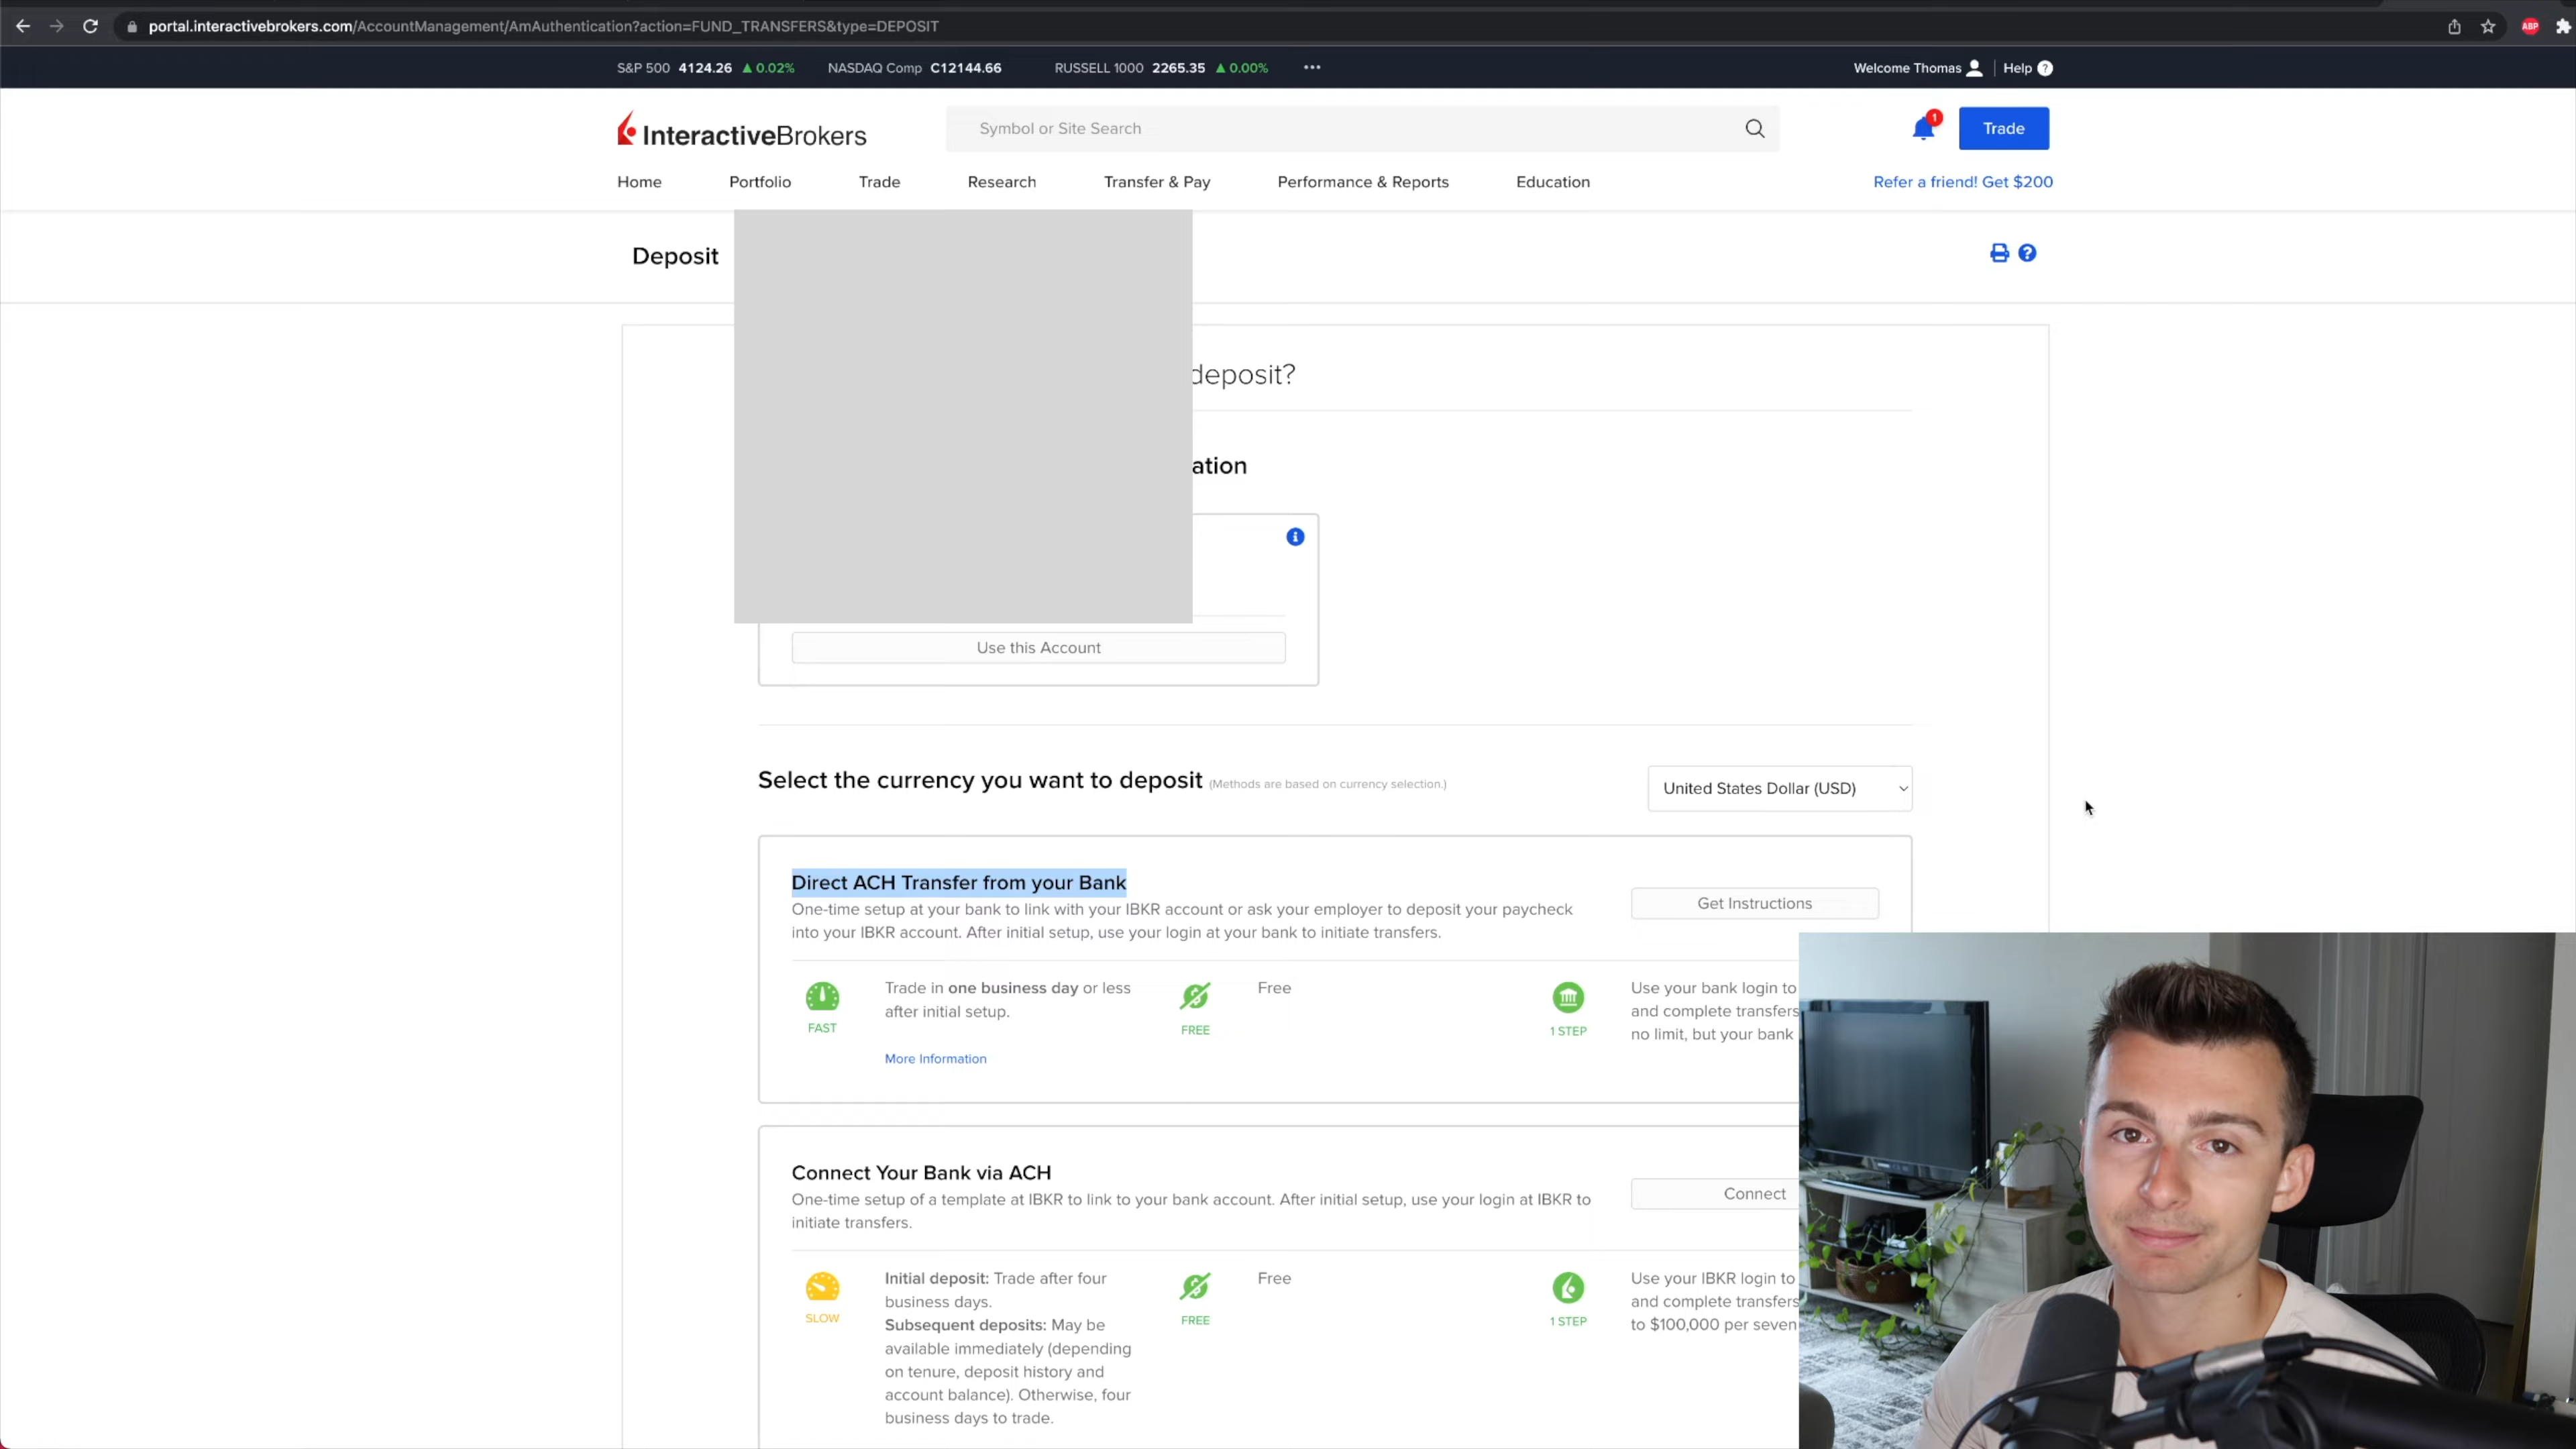 portal.interactivebrokers.com/AccountManagement/AmAuthentication?action=FUND_TRANSFERS&type=DEPOSIT
ABP
S&P 500 4124.26 ▲ 0.02% NASDAQ Comp C12144.66 RUSSELL 1000 2265.35 ▲ 0.00% •••
Welcome Thomas Help ?
InteractiveBrokers
Symbol or Site Search
1
Trade
Home Portfolio Trade Research Transfer & Pay Performance & Reports Education
Refer a friend! Get $200
Deposit
deposit?
ation
Use this Account
Select the currency you want to deposit (Methods are based on currency selection.)
United States Dollar (USD)
Direct ACH Transfer from your Bank
One-time setup at your bank to link with your IBKR account or ask your employer to deposit your paycheck
into your IBKR account. After initial setup, use your login at your bank to initiate transfers.
Get Instructions
FAST
Trade in one business day or less
after initial setup.
More Information
FREE
Free
1 STEP
Use your bank login to
and complete transfers
no limit, but your bank
Connect Your Bank via ACH
One-time setup of a template at IBKR to link to your bank account. After initial setup, use your login at IBKR to
initiate transfers.
Connect
SLOW
Initial deposit: Trade after four
business days.
Subsequent deposits: May be
available immediately (depending
on tenure, deposit history and
account balance). Otherwise, four
business days to trade.
FREE
Free
1 STEP
Use your IBKR login to
and complete transfers
to $100,000 per seven